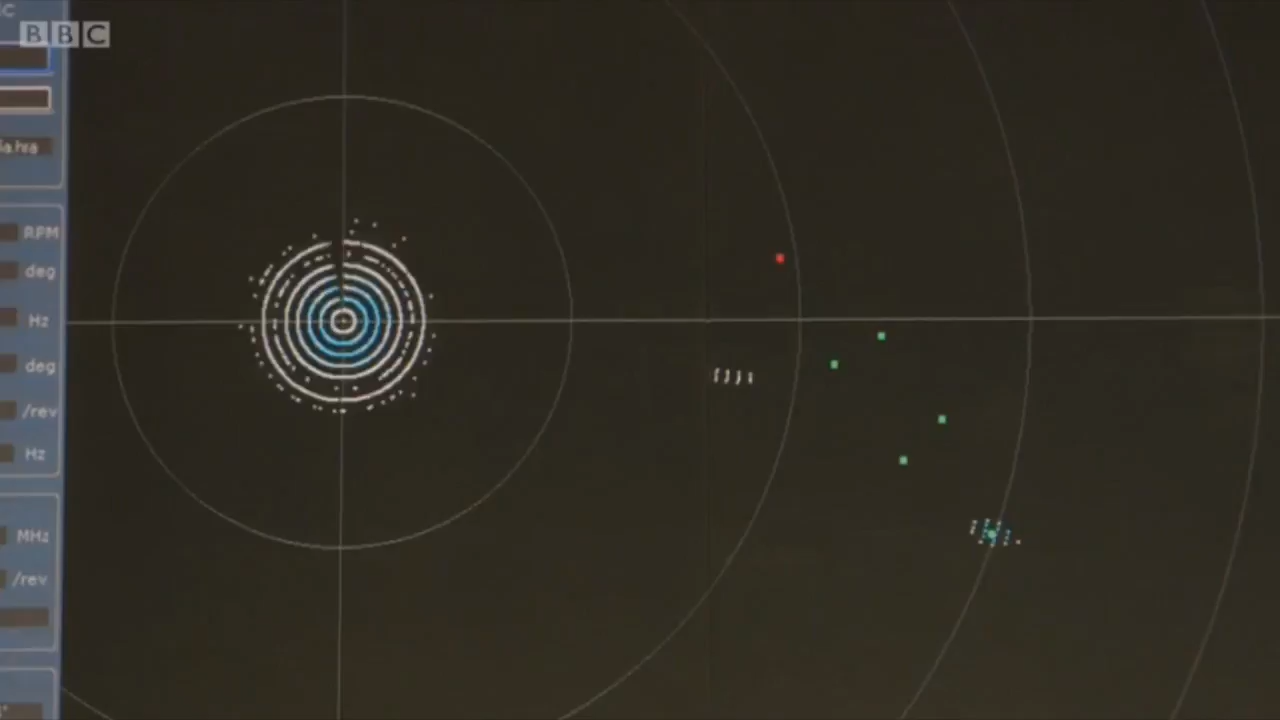 BBC
RPM
deg
Hz
deg
/rev
Hz
MHz
/rev